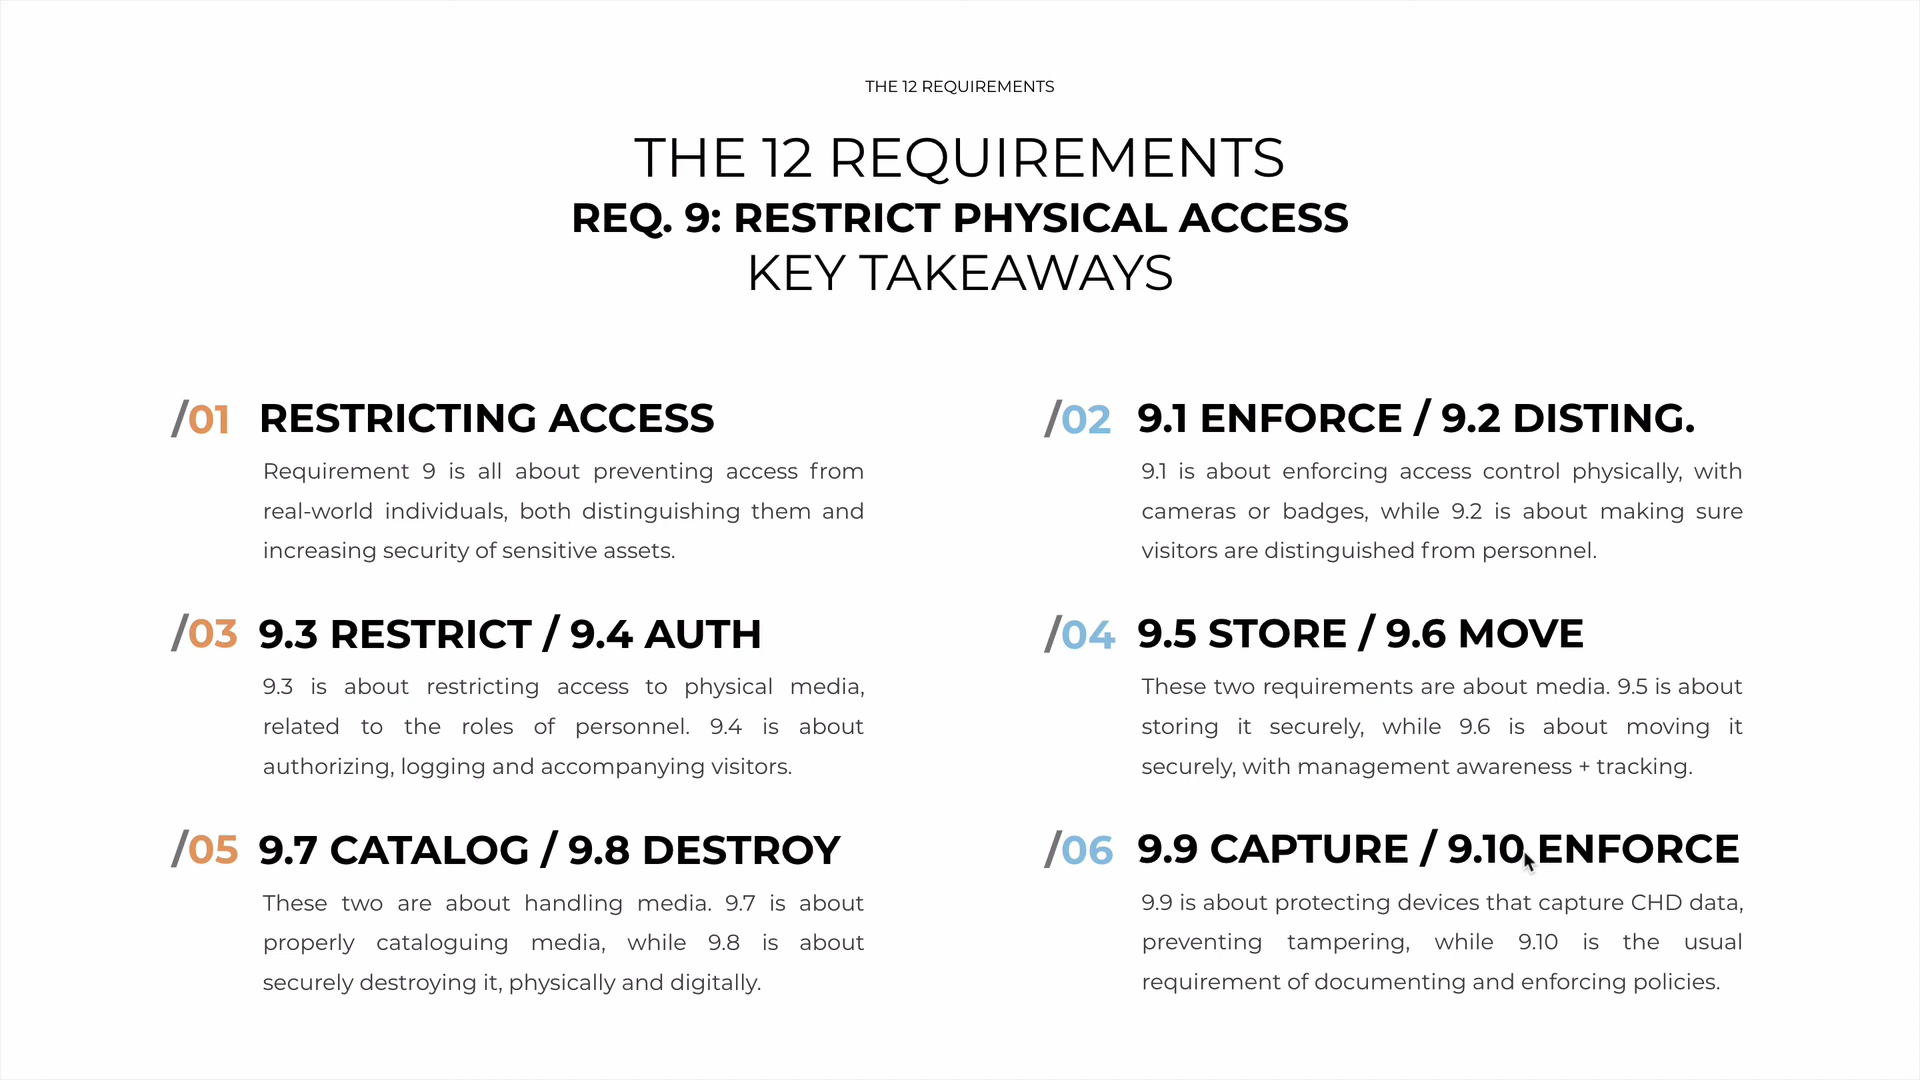 THE 12 REQUIREMENTS
THE 12 REQUIREMENTS
REQ. 9: RESTRICT PHYSICAL ACCESS
KEY TAKEAWAYS
/01 RESTRICTING ACCESS
Requirement 9 is all about preventing access from
real-world individuals, both distinguishing them and
increasing security of sensitive assets.
/02 9.1 ENFORCE / 9.2 DISTING.
9.1 is about enforcing access control physically, with
cameras or badges, while 9.2 is about making sure
visitors are distinguished from personnel.
/03 9.3 RESTRICT / 9.4 AUTH
9.3 is about restricting access to physical media,
related to the roles of personnel. 9.4 is about
authorizing, logging and accompanying visitors.
/04 9.5 STORE / 9.6 MOVE
These two requirements are about media. 9.5 is about
storing it securely, while 9.6 is about moving it
securely, with management awareness + tracking.
/05 9.7 CATALOG / 9.8 DESTROY
These two are about handling media. 9.7 is about
properly cataloguing media, while 9.8 is about
securely destroying it, physically and digitally.
/06 9.9 CAPTURE / 9.10 ENFORCE
9.9 is about protecting devices that capture CHD data,
preventing tampering, while 9.10 is the usual
requirement of documenting and enforcing policies.